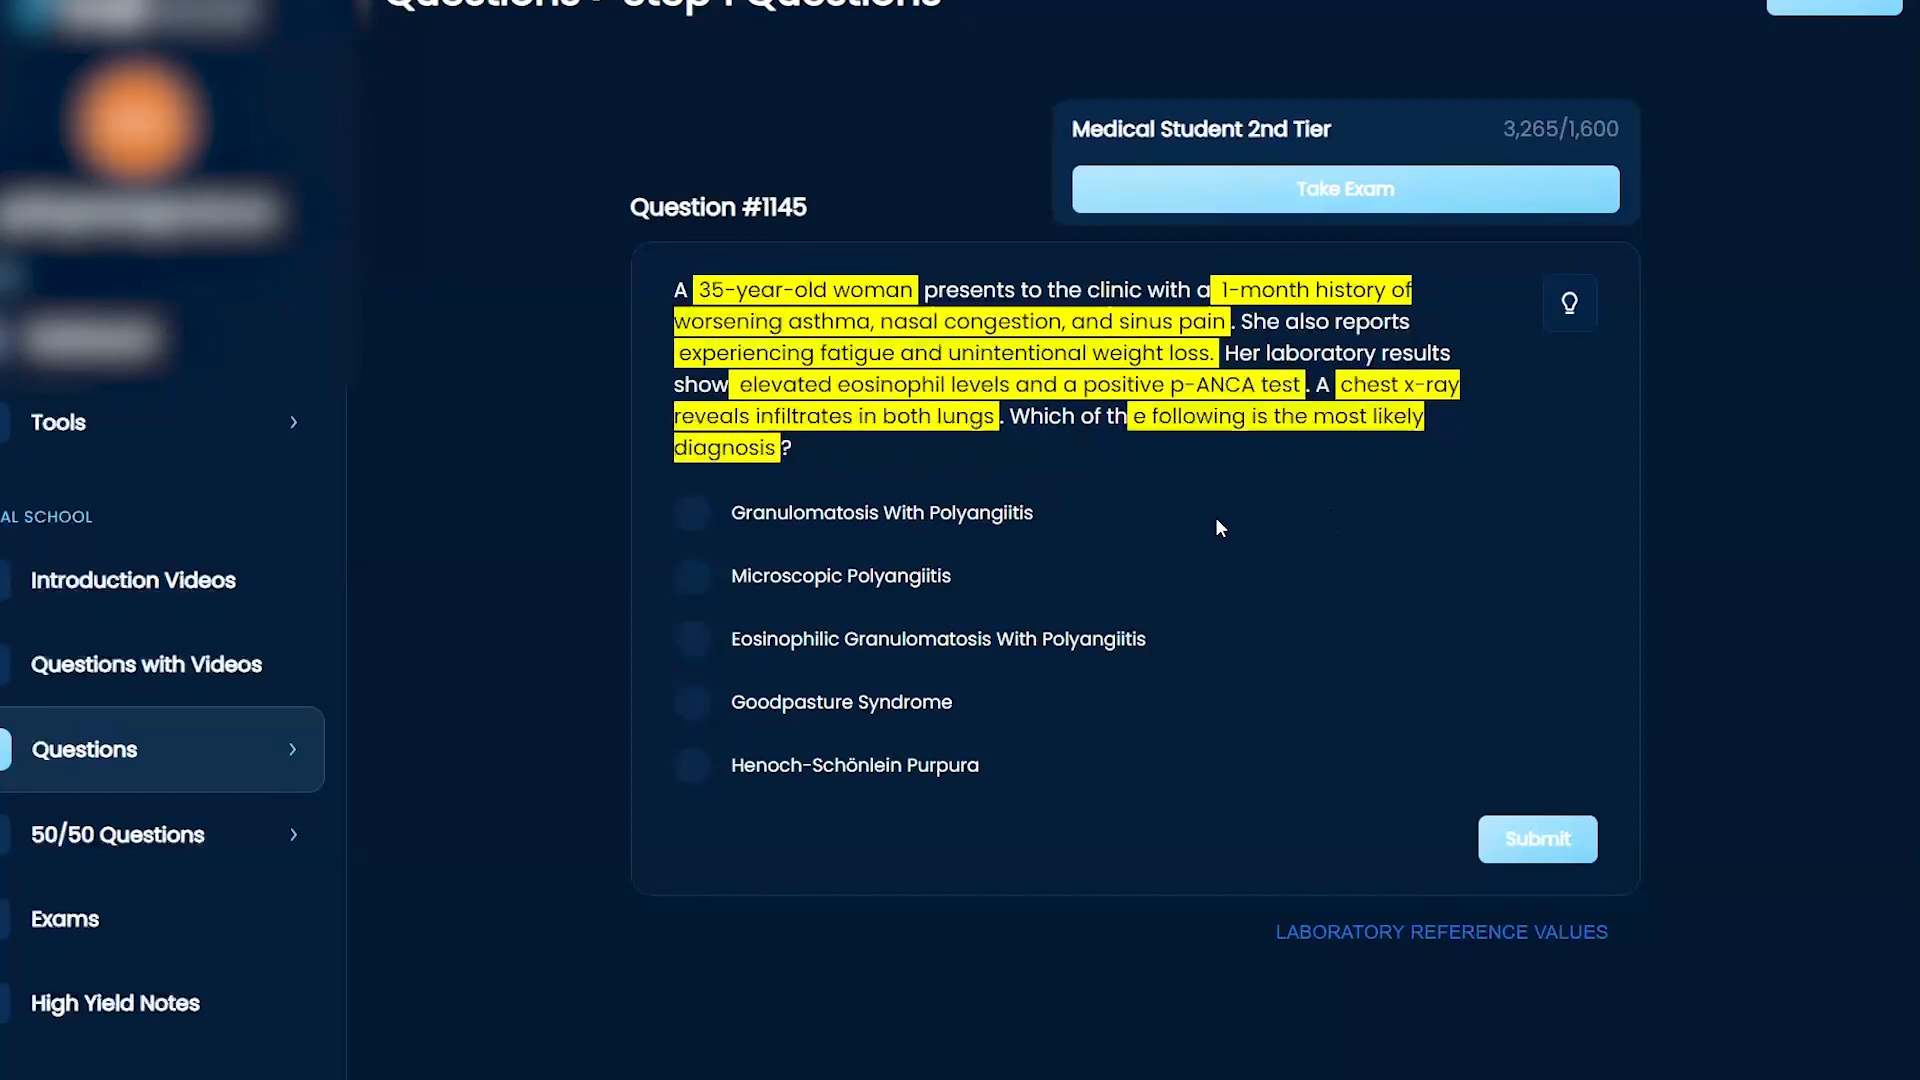 Questions > Step 1 Questions
Medical Student 2nd Tier 3,265/1,600
Take Exam
Question #1145
A 35-year-old woman presents to the clinic with a 1-month history of
worsening asthma, nasal congestion, and sinus pain. She also reports
experiencing fatigue and unintentional weight loss. Her laboratory results
show elevated eosinophil levels and a positive p-ANCA test. A chest x-ray
reveals infiltrates in both lungs. Which of the following is the most likely
diagnosis?
Granulomatosis With Polyangiitis
Microscopic Polyangiitis
Eosinophilic Granulomatosis With Polyangiitis
Goodpasture Syndrome
Henoch-Schönlein Purpura
Submit
LABORATORY REFERENCE VALUES
Tools
AL SCHOOL
Introduction Videos
Questions with Videos
Questions
50/50 Questions
Exams
High Yield Notes